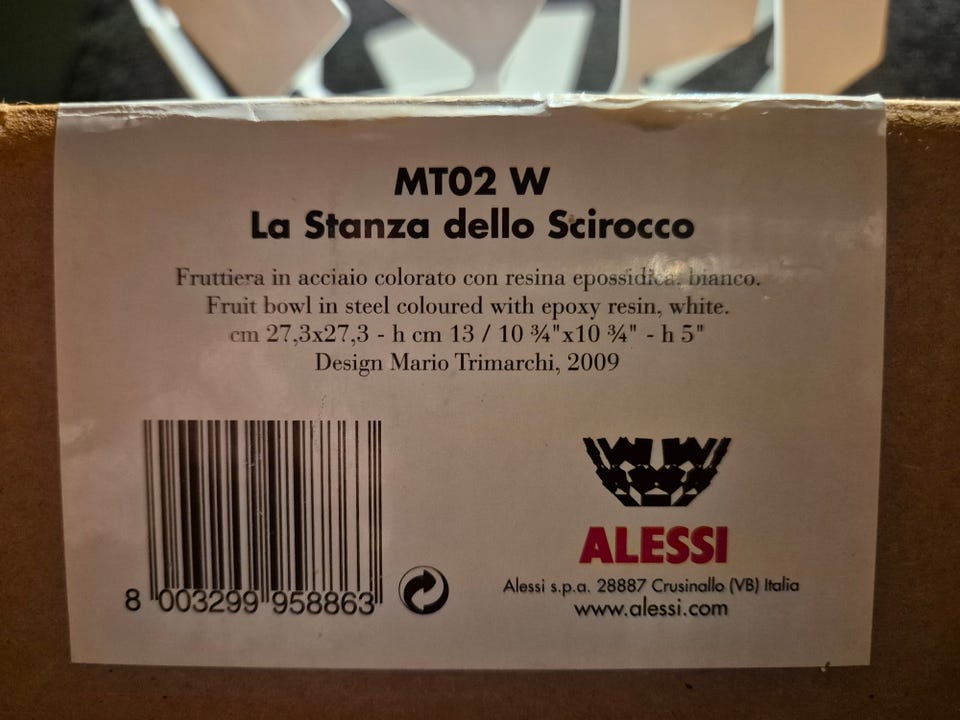 MT02 W
La Stanza dello Scirocco
Fruttiera in acciaio colorato con resina epossidica, bianco.
Fruit bowl in steel coloured with epoxy resin, white.
cm 27,3x27,3 - h cm 13 / 10 ¾"x10 ¾" - h 5"
Design Mario Trimarchi, 2009
8 003299 958863
ALESSI
Alessi s.p.a. 28887 Crusinallo (VB) Italia
www.alessi.com